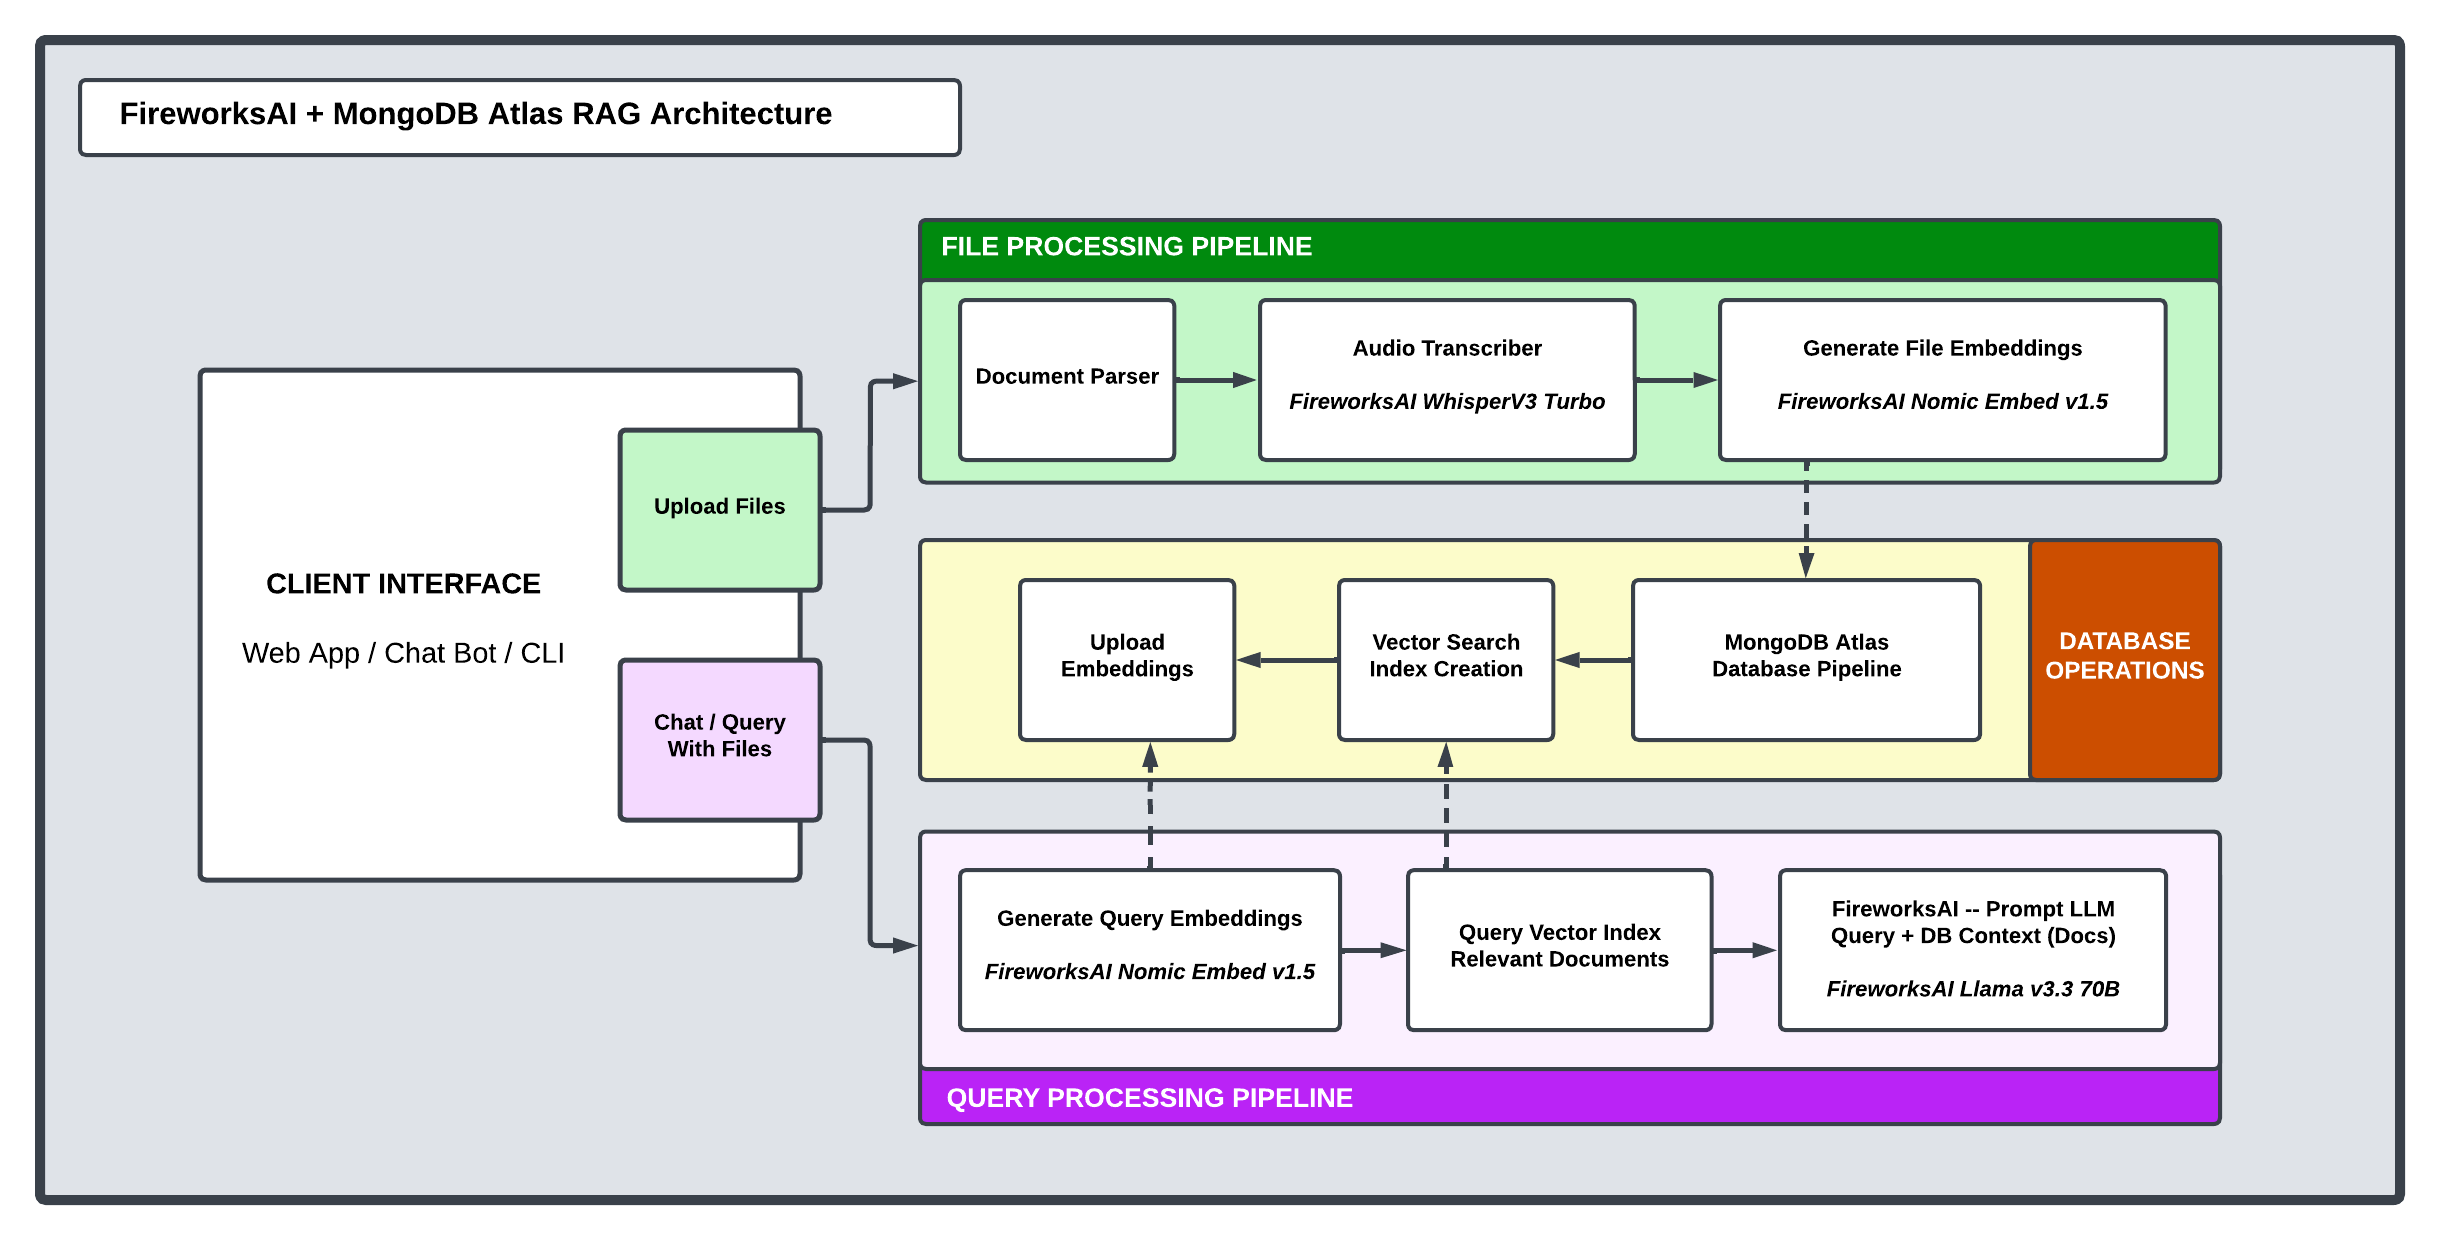 FireworksAI + MongoDB Atlas RAG Architecture
FILE PROCESSING PIPELINE
Document Parser
Audio Transcriber
FireworksAI WhisperV3 Turbo
Generate File Embeddings
FireworksAI Nomic Embed v1.5
CLIENT INTERFACE
Web App / Chat Bot / CLI
Upload Files
Chat / Query
With Files
Upload
Embeddings
Vector Search
Index Creation
MongoDB Atlas
Database Pipeline
DATABASE
OPERATIONS
Generate Query Embeddings
FireworksAI Nomic Embed v1.5
Query Vector Index
Relevant Documents
FireworksAI -- Prompt LLM
Query + DB Context (Docs)
FireworksAI Llama v3.3 70B
QUERY PROCESSING PIPELINE